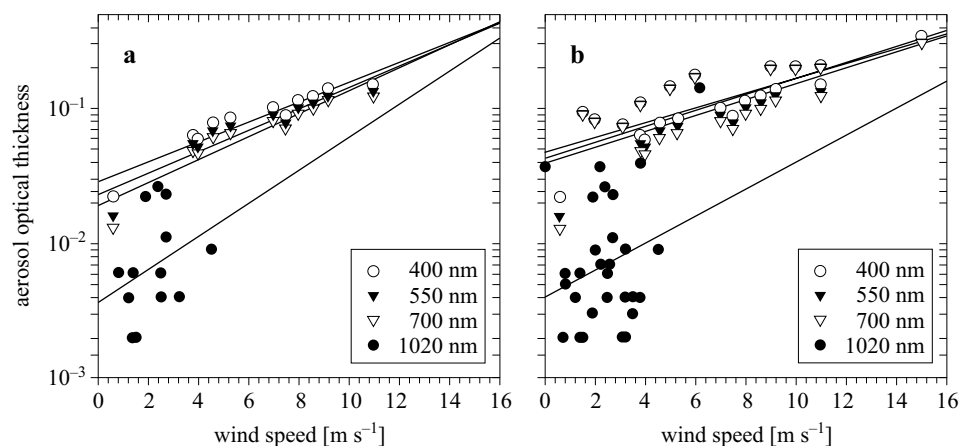 a
b
aerosol optical thickness
10⁻¹
10⁻²
10⁻³
400 nm
550 nm
700 nm
1020 nm
400 nm
550 nm
700 nm
1020 nm
0 2 4 6 8 10 12 14 16
0 2 4 6 8 10 12 14 16
wind speed [m s⁻¹]
wind speed [m s⁻¹]